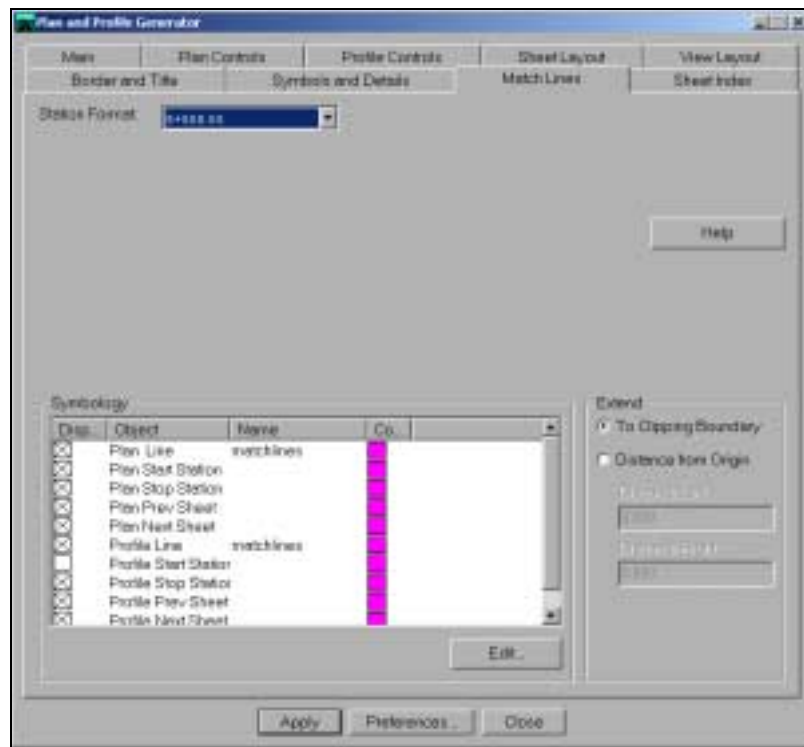 Plan and Profile Generator
Main Plan Controls Profile Controls Sheet Layout View Layout
Border and Title Symbols and Details Match Lines Sheet Index
Station Format:
Help
Symbology
Disp... Object Name Co...
Plan Line matchlines
Plan Start Station
Plan Stop Station
Plan Prev Sheet
Plan Next Sheet
Profile Line matchlines
Profile Start Station
Profile Stop Station
Profile Prev Sheet
Profile Next Sheet
Edit...
Extend
To Clipping Boundary
Distance from Origin
Apply Preferences... Close